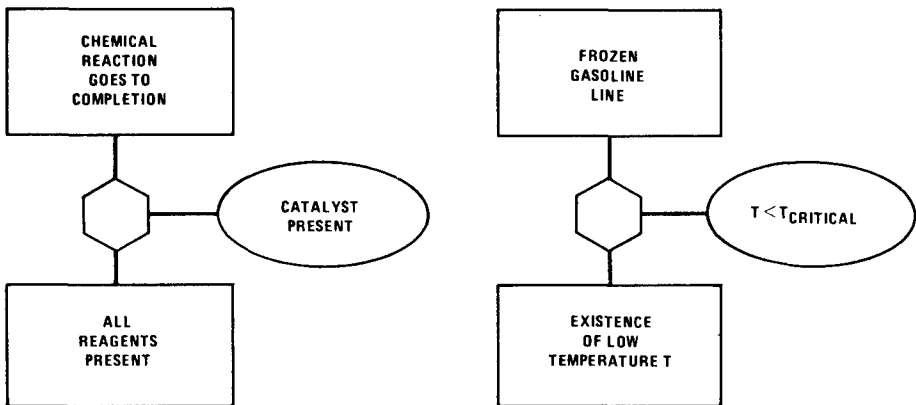 CHEMICAL
REACTION
GOES TO
COMPLETION
CATALYST
PRESENT
ALL
REAGENTS
PRESENT
FROZEN
GASOLINE
LINE
T < TCRITICAL
EXISTENCE
OF LOW
TEMPERATURE T